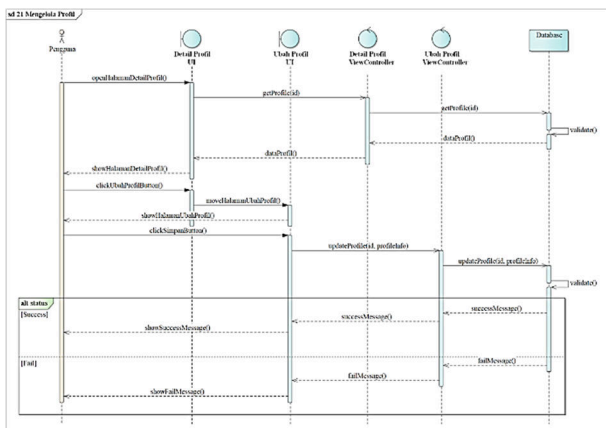 sd 21 Mengelola Profil
Pengguna
Detail Profil
UI
Ubah Profil
UI
Detail Profil
ViewController
Ubah Profil
ViewController
Database
openHalamanDetailProfil()
getProfile(id)
getProfile(id)
validate()
dataProfil()
dataProfil()
showHalamanDetailProfil()
clickUbahProfilButton()
moveHalamanUbahProfil()
showHalamanUbahProfil()
clickSimpanButton()
updateProfile(id, profileInfo)
updateProfile(id, profileInfo)
validate()
alt status
[Success]
successMessage()
successMessage()
showSuccessMessage()
[Fail]
failMessage()
failMessage()
showFailMessage()